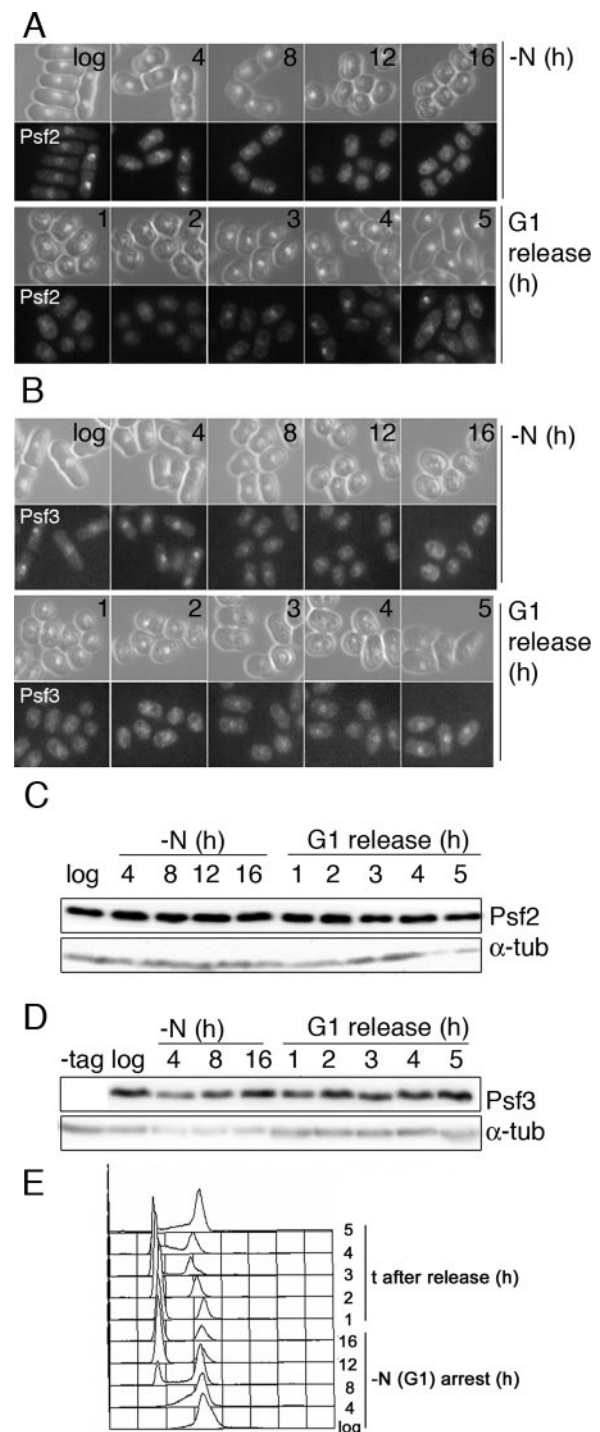 A
log 4 8 12 16 -N (h)
Psf2
1 2 3 4 5 G1
release
(h)
Psf2
B
log 4 8 12 16 -N (h)
Psf3
1 2 3 4 5 G1
release
(h)
Psf3
C
-N (h) G1 release (h)
log 4 8 12 16 1 2 3 4 5
Psf2
α-tub
D
-N (h) G1 release (h)
-tag log 4 8 16 1 2 3 4 5
Psf3
α-tub
E
5
4
3
2
1
t after release (h)
16
12
8
4
log
-N (G1) arrest (h)